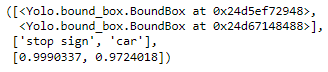 ([<Yolo.bound_box.BoundBox at 0x24d5ef72948>,
<Yolo.bound_box.BoundBox at 0x24d67148488>],
['stop sign', 'car'],
[0.9990337, 0.9724018])